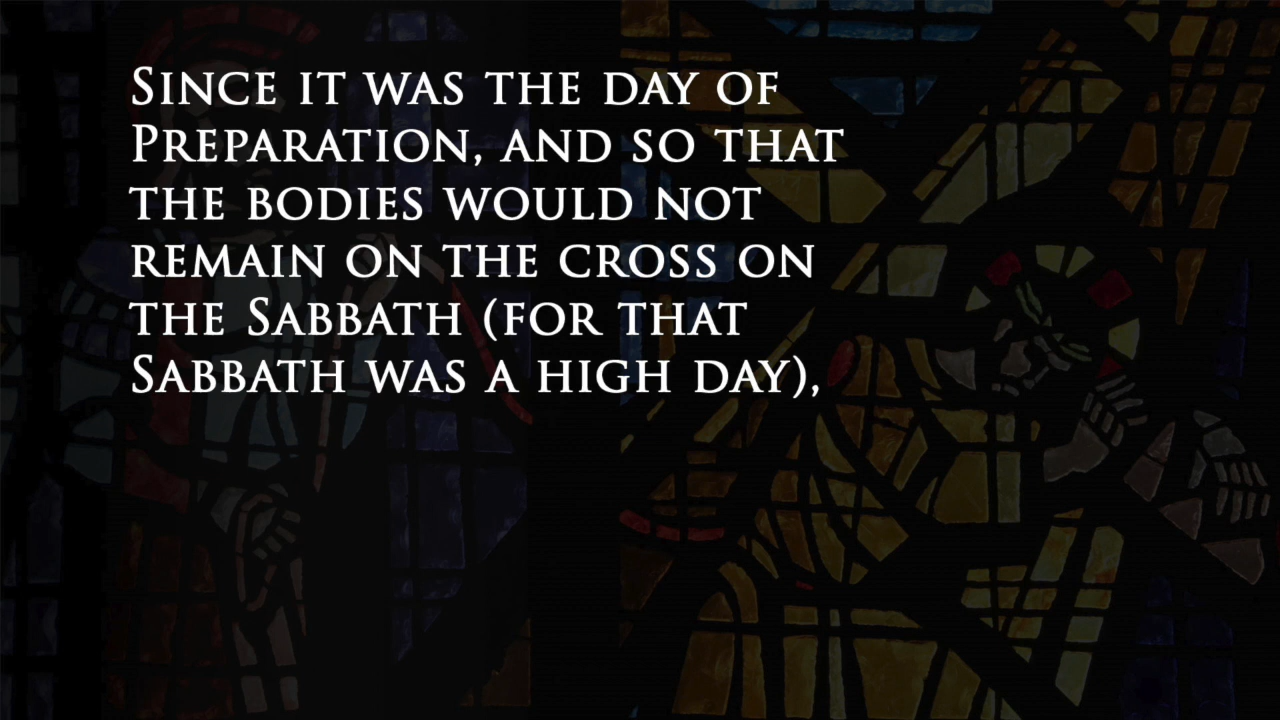 Since it was the day of
Preparation, and so that
the bodies would not
remain on the cross on
the Sabbath (for that
Sabbath was a high day),